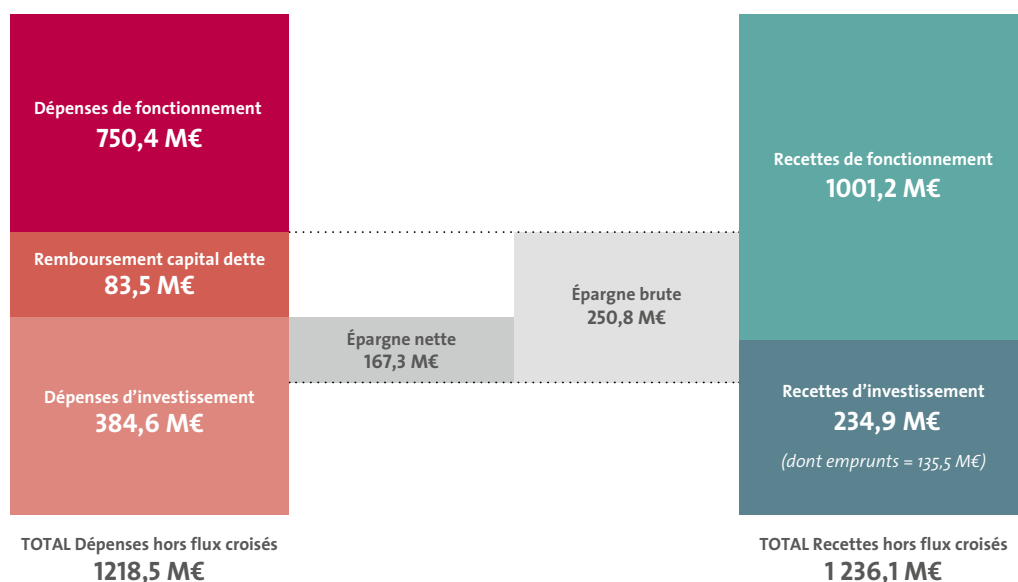 Dépenses de fonctionnement
750,4 M€
Remboursement capital dette
83,5 M€
Dépenses d’investissement
384,6 M€
TOTAL Dépenses hors flux croisés
1218,5 M€
Épargne nette
167,3 M€
Épargne brute
250,8 M€
Recettes de fonctionnement
1001,2 M€
Recettes d’investissement
234,9 M€
(dont emprunts = 135,5 M€)
TOTAL Recettes hors flux croisés
1 236,1 M€